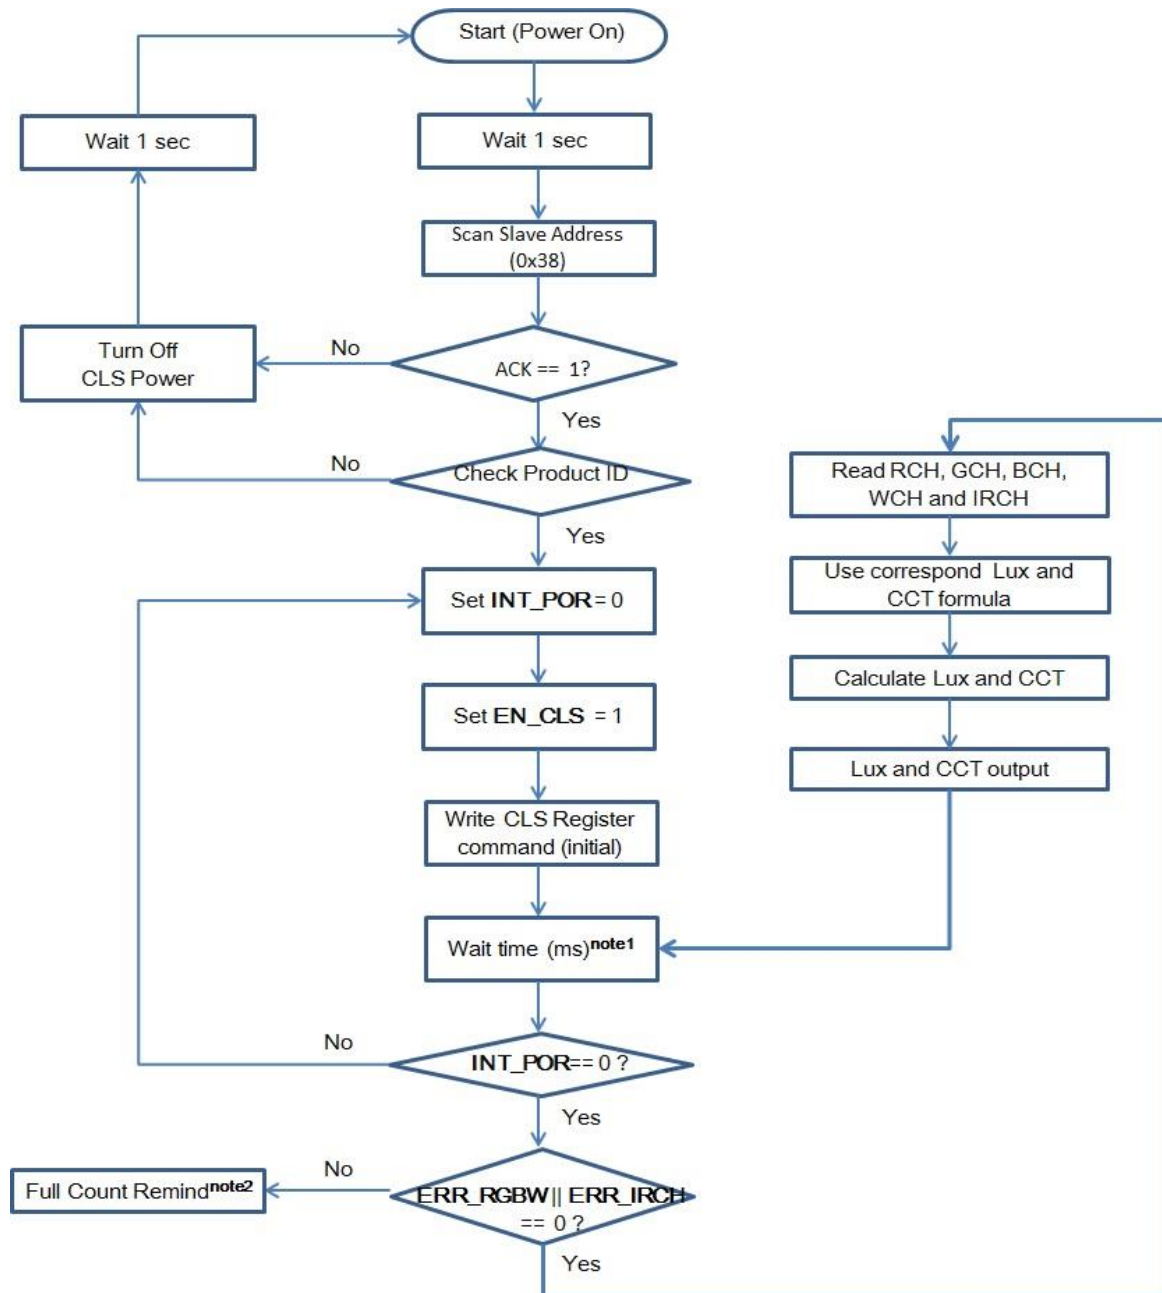 Start (Power On)
Wait 1 sec
Wait 1 sec
Scan Slave Address
(0x38)
Turn Off
CLS Power
No
ACK == 1?
Yes
No
Check Product ID
Yes
Read RCH, GCH, BCH,
WCH and IRCH
Set INT_POR = 0
Use correspond Lux and
CCT formula
Set EN_CLS = 1
Calculate Lux and CCT
Lux and CCT output
Write CLS Register
command (initial)
Wait time (ms)note1
No
INT_POR== 0 ?
Yes
Full Count Remindnote2
No
ERR_RGBW || ERR_IRCH
== 0 ?
Yes